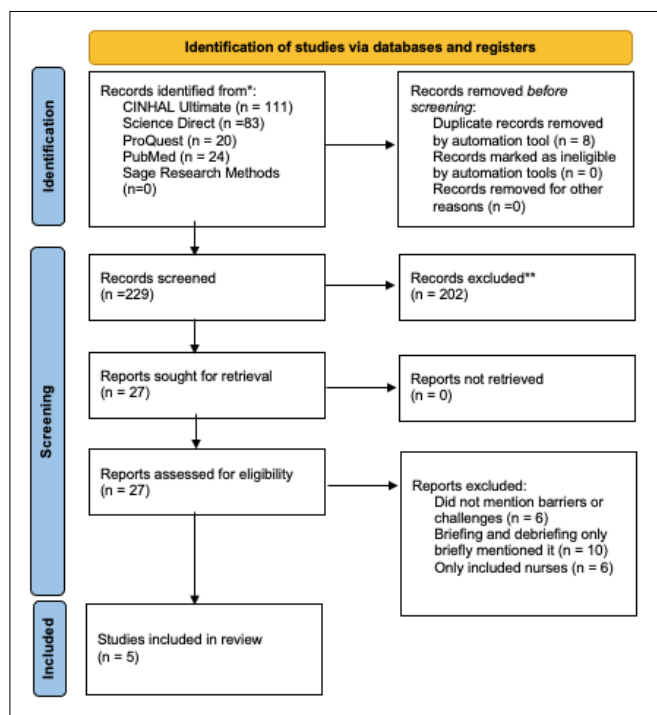 Identification of studies via databases and registers
Identification
Records identified from*:
CINHAL Ultimate (n = 111)
Science Direct (n =83)
ProQuest (n = 20)
PubMed (n = 24)
Sage Research Methods
(n=0)
Records removed before
screening:
Duplicate records removed
by automation tool (n = 8)
Records marked as ineligible
by automation tools (n = 0)
Records removed for other
reasons (n =0)
Screening
Records screened
(n =229)
Records excluded**
(n = 202)
Reports sought for retrieval
(n = 27)
Reports not retrieved
(n = 0)
Reports assessed for eligibility
(n = 27)
Reports excluded:
Did not mention barriers or
challenges (n = 6)
Briefing and debriefing only
briefly mentioned it (n = 10)
Only included nurses (n = 6)
Included
Studies included in review
(n = 5)